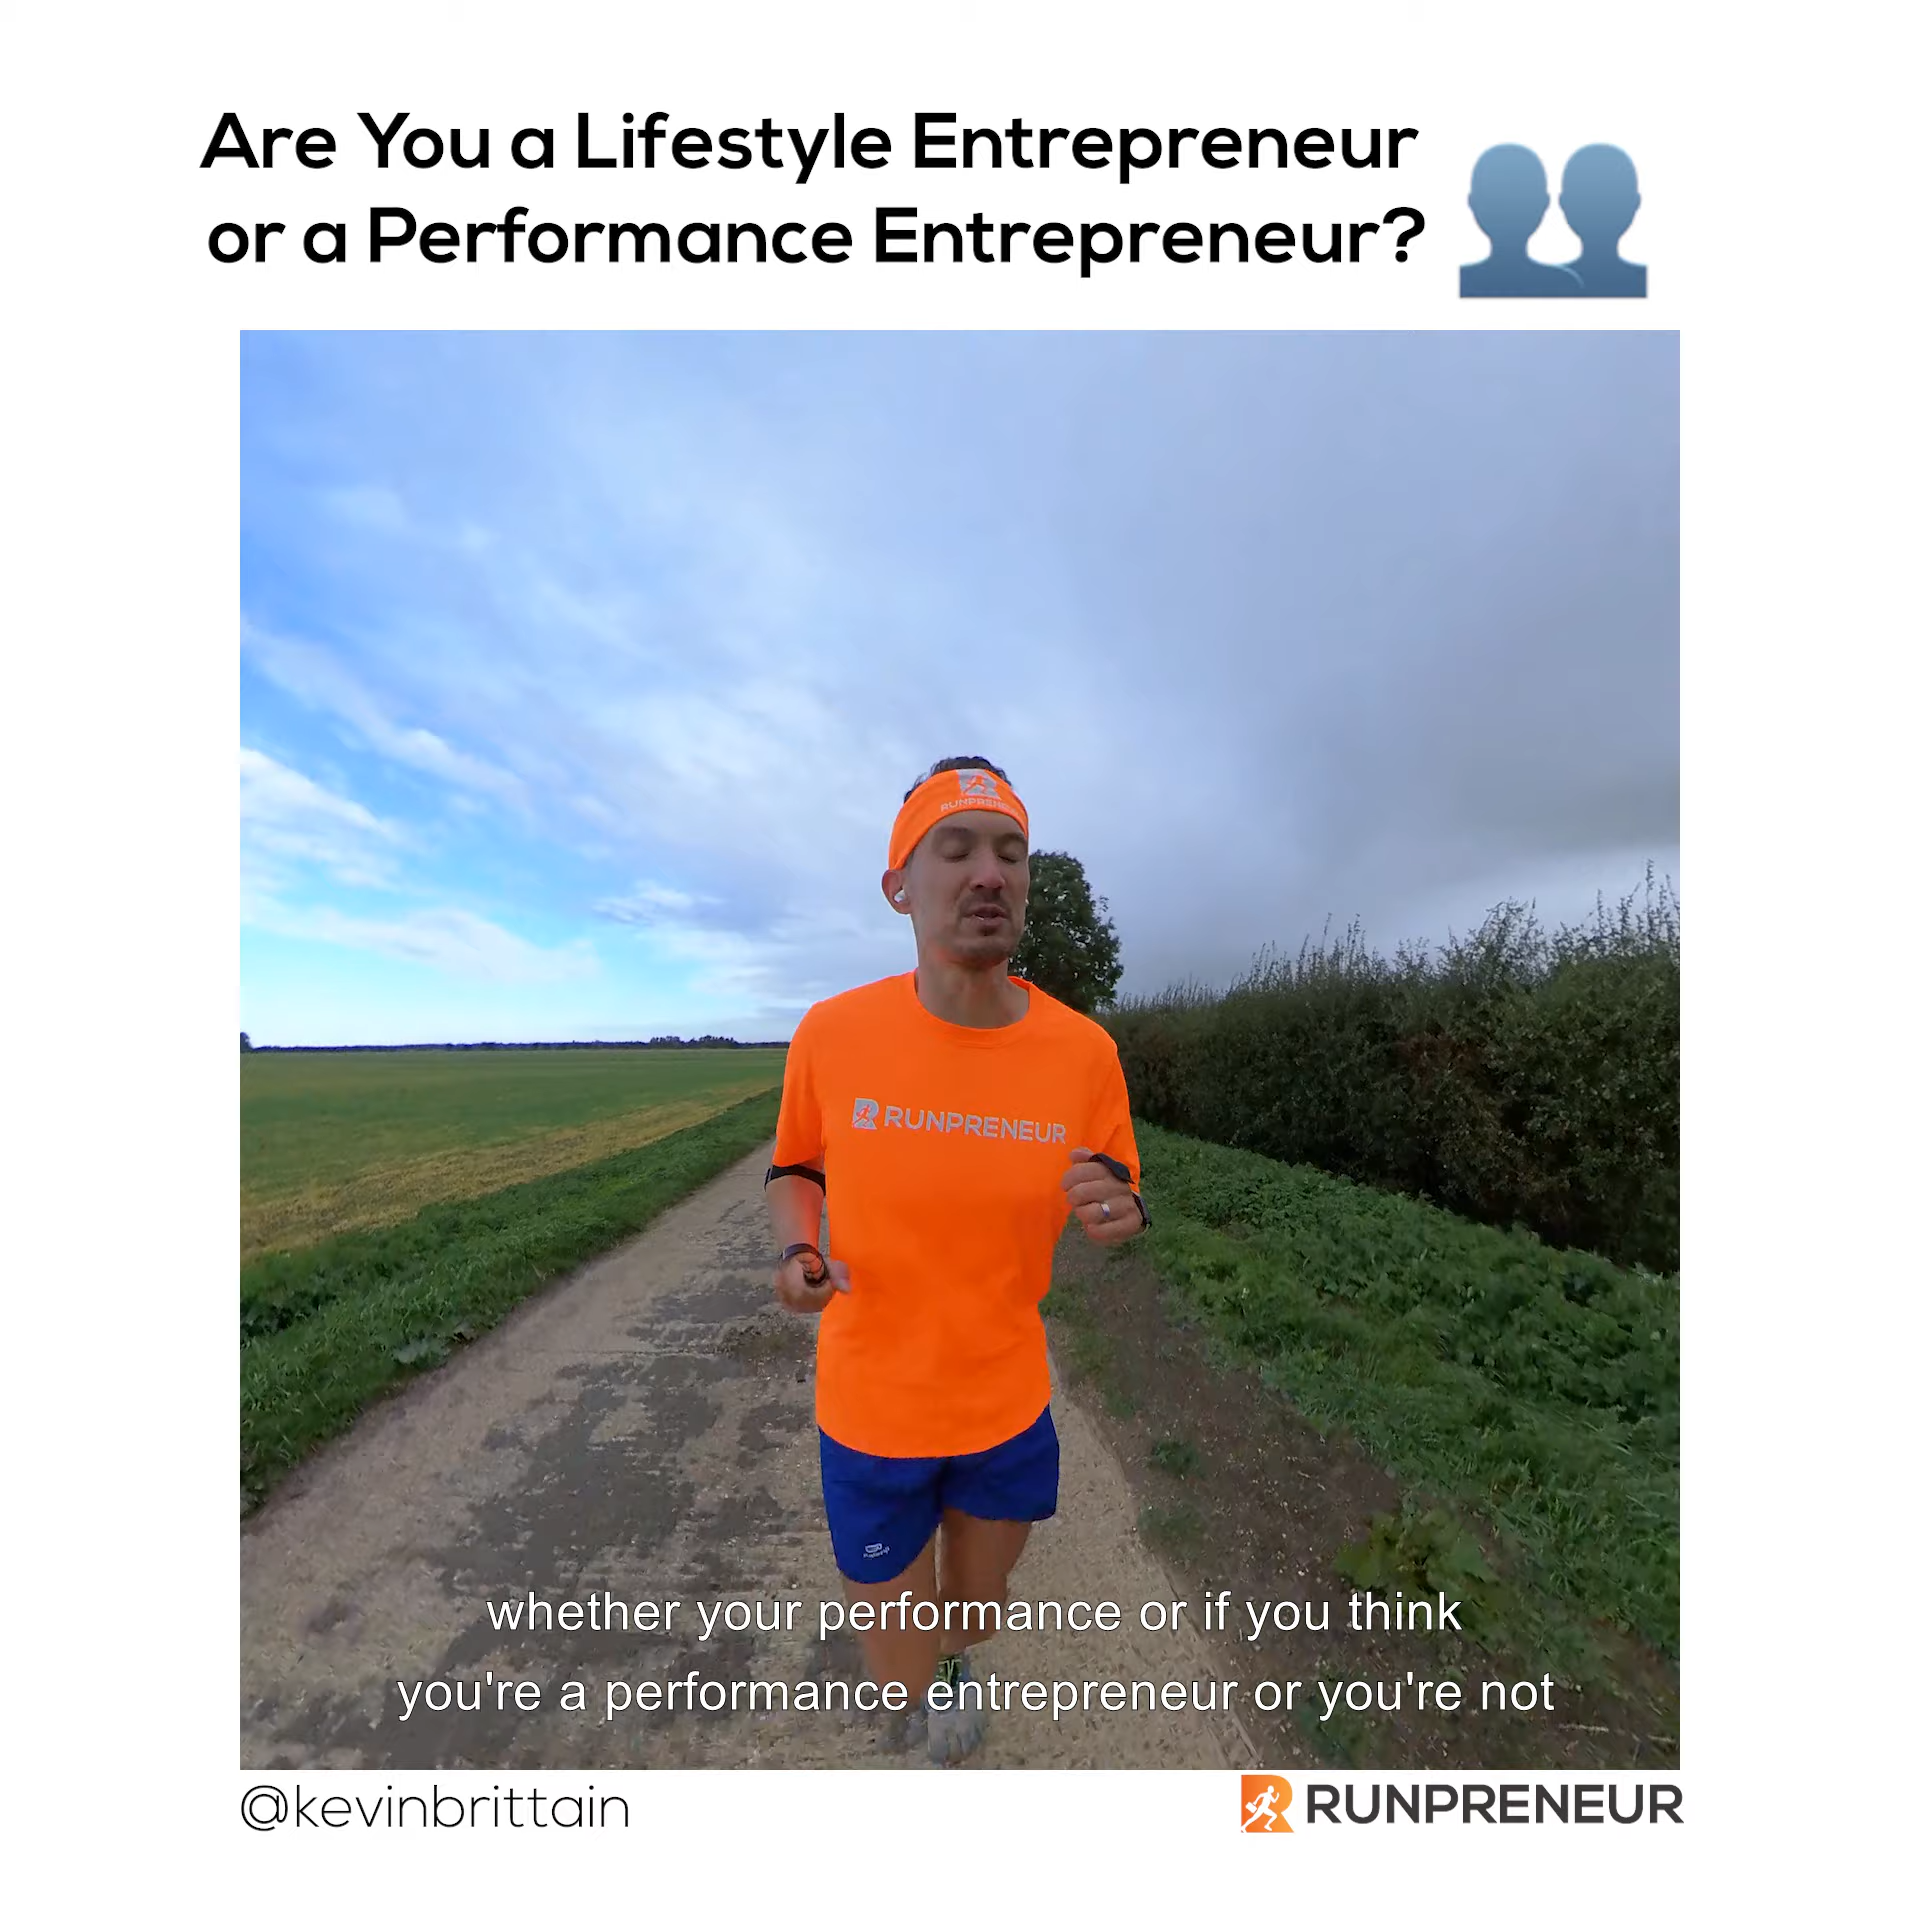 Are You a Lifestyle Entrepreneur
or a Performance Entrepreneur?
RUNPRENEUR
whether your performance or if you think
you're a performance entrepreneur or you're not
@kevinbrittain
RUNPRENEUR